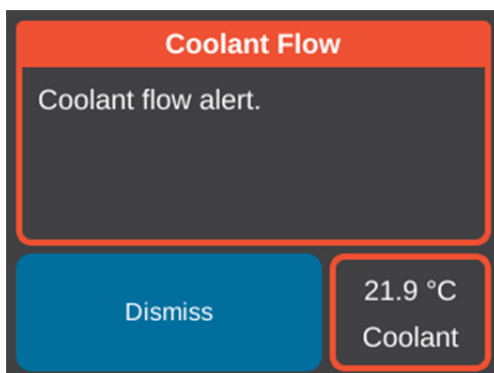 Coolant Flow
Coolant flow alert.
Dismiss
21.9 °C
Coolant